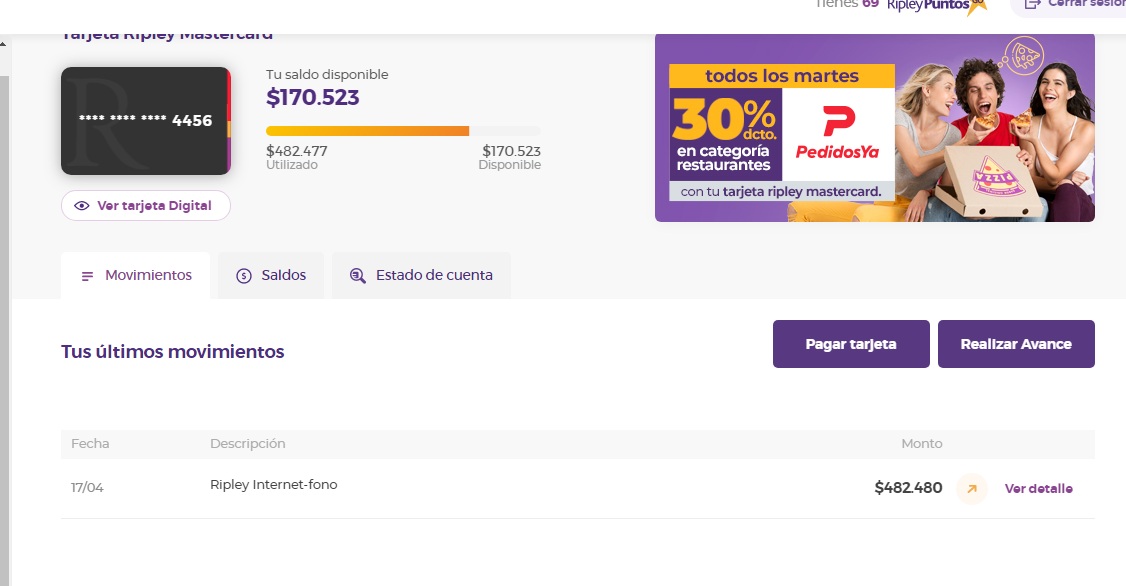 Tienes 69 RipleyPuntos GO
Cerrar sesión
Tarjeta Ripley Mastercard
R
**** **** **** 4456
Tu saldo disponible
$170.523
$482.477
Utilizado
$170.523
Disponible
Ver tarjeta Digital
todos los martes
30% dcto.
en categoría
restaurantes
P
PedidosYa
con tu tarjeta ripley mastercard.
PIZZA
Movimientos
Saldos
Estado de cuenta
Tus últimos movimientos
Pagar tarjeta
Realizar Avance
Fecha Descripción Monto
17/04 Ripley Internet-fono $482.480 Ver detalle